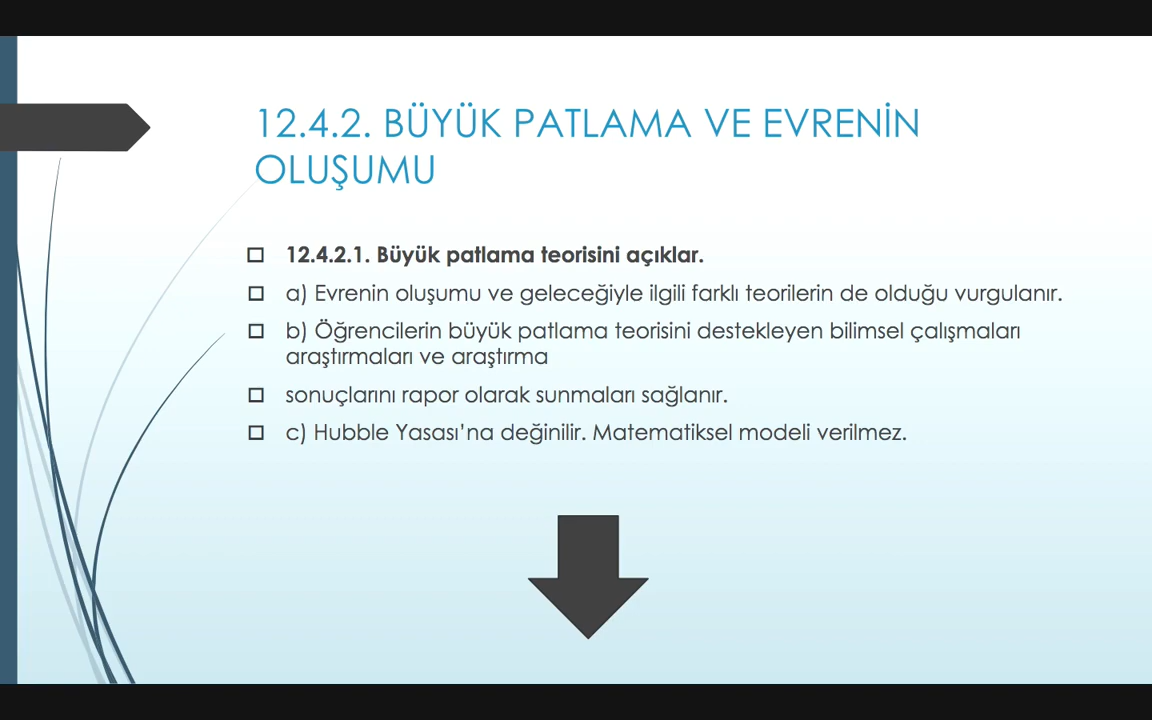 12.4.2. BÜYÜK PATLAMA VE EVRENİN
OLUŞUMU
12.4.2.1. Büyük patlama teorisini açıklar.
a) Evrenin oluşumu ve geleceğiyle ilgili farklı teorilerin de olduğu vurgulanır.
b) Öğrencilerin büyük patlama teorisini destekleyen bilimsel çalışmaları
araştırmaları ve araştırma
sonuçlarını rapor olarak sunmaları sağlanır.
c) Hubble Yasası’na değinilir. Matematiksel modeli verilmez.